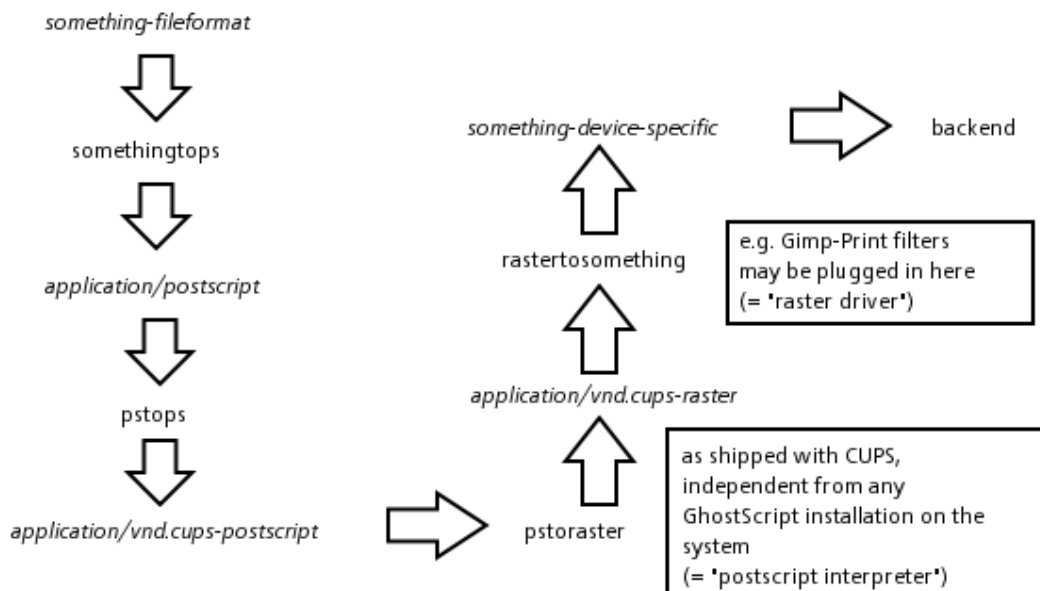 something-fileformat
somethingtops
application/postscript
pstops
application/vnd.cups-postscript
pstoraster
as shipped with CUPS,
independent from any
GhostScript installation on the
system
(= "postscript interpreter")
application/vnd.cups-raster
rastertosomething
e.g. Gimp-Print filters
may be plugged in here
(= "raster driver")
something-device-specific
backend